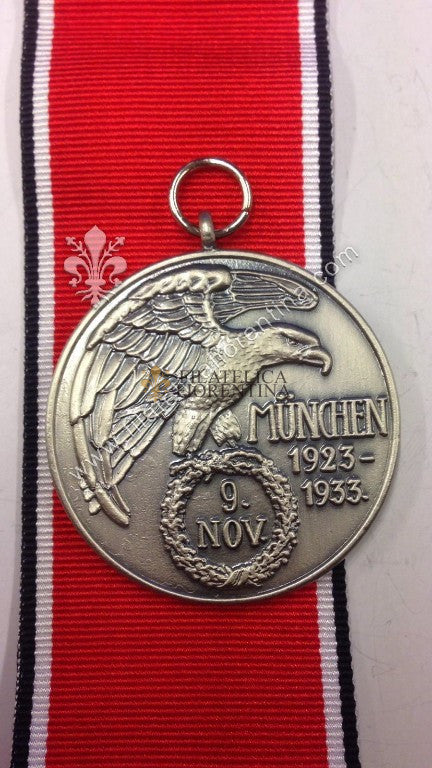 FILATELICA
FIORENTINA
MÜNCHEN
1923–
1933.
9.
NOV.